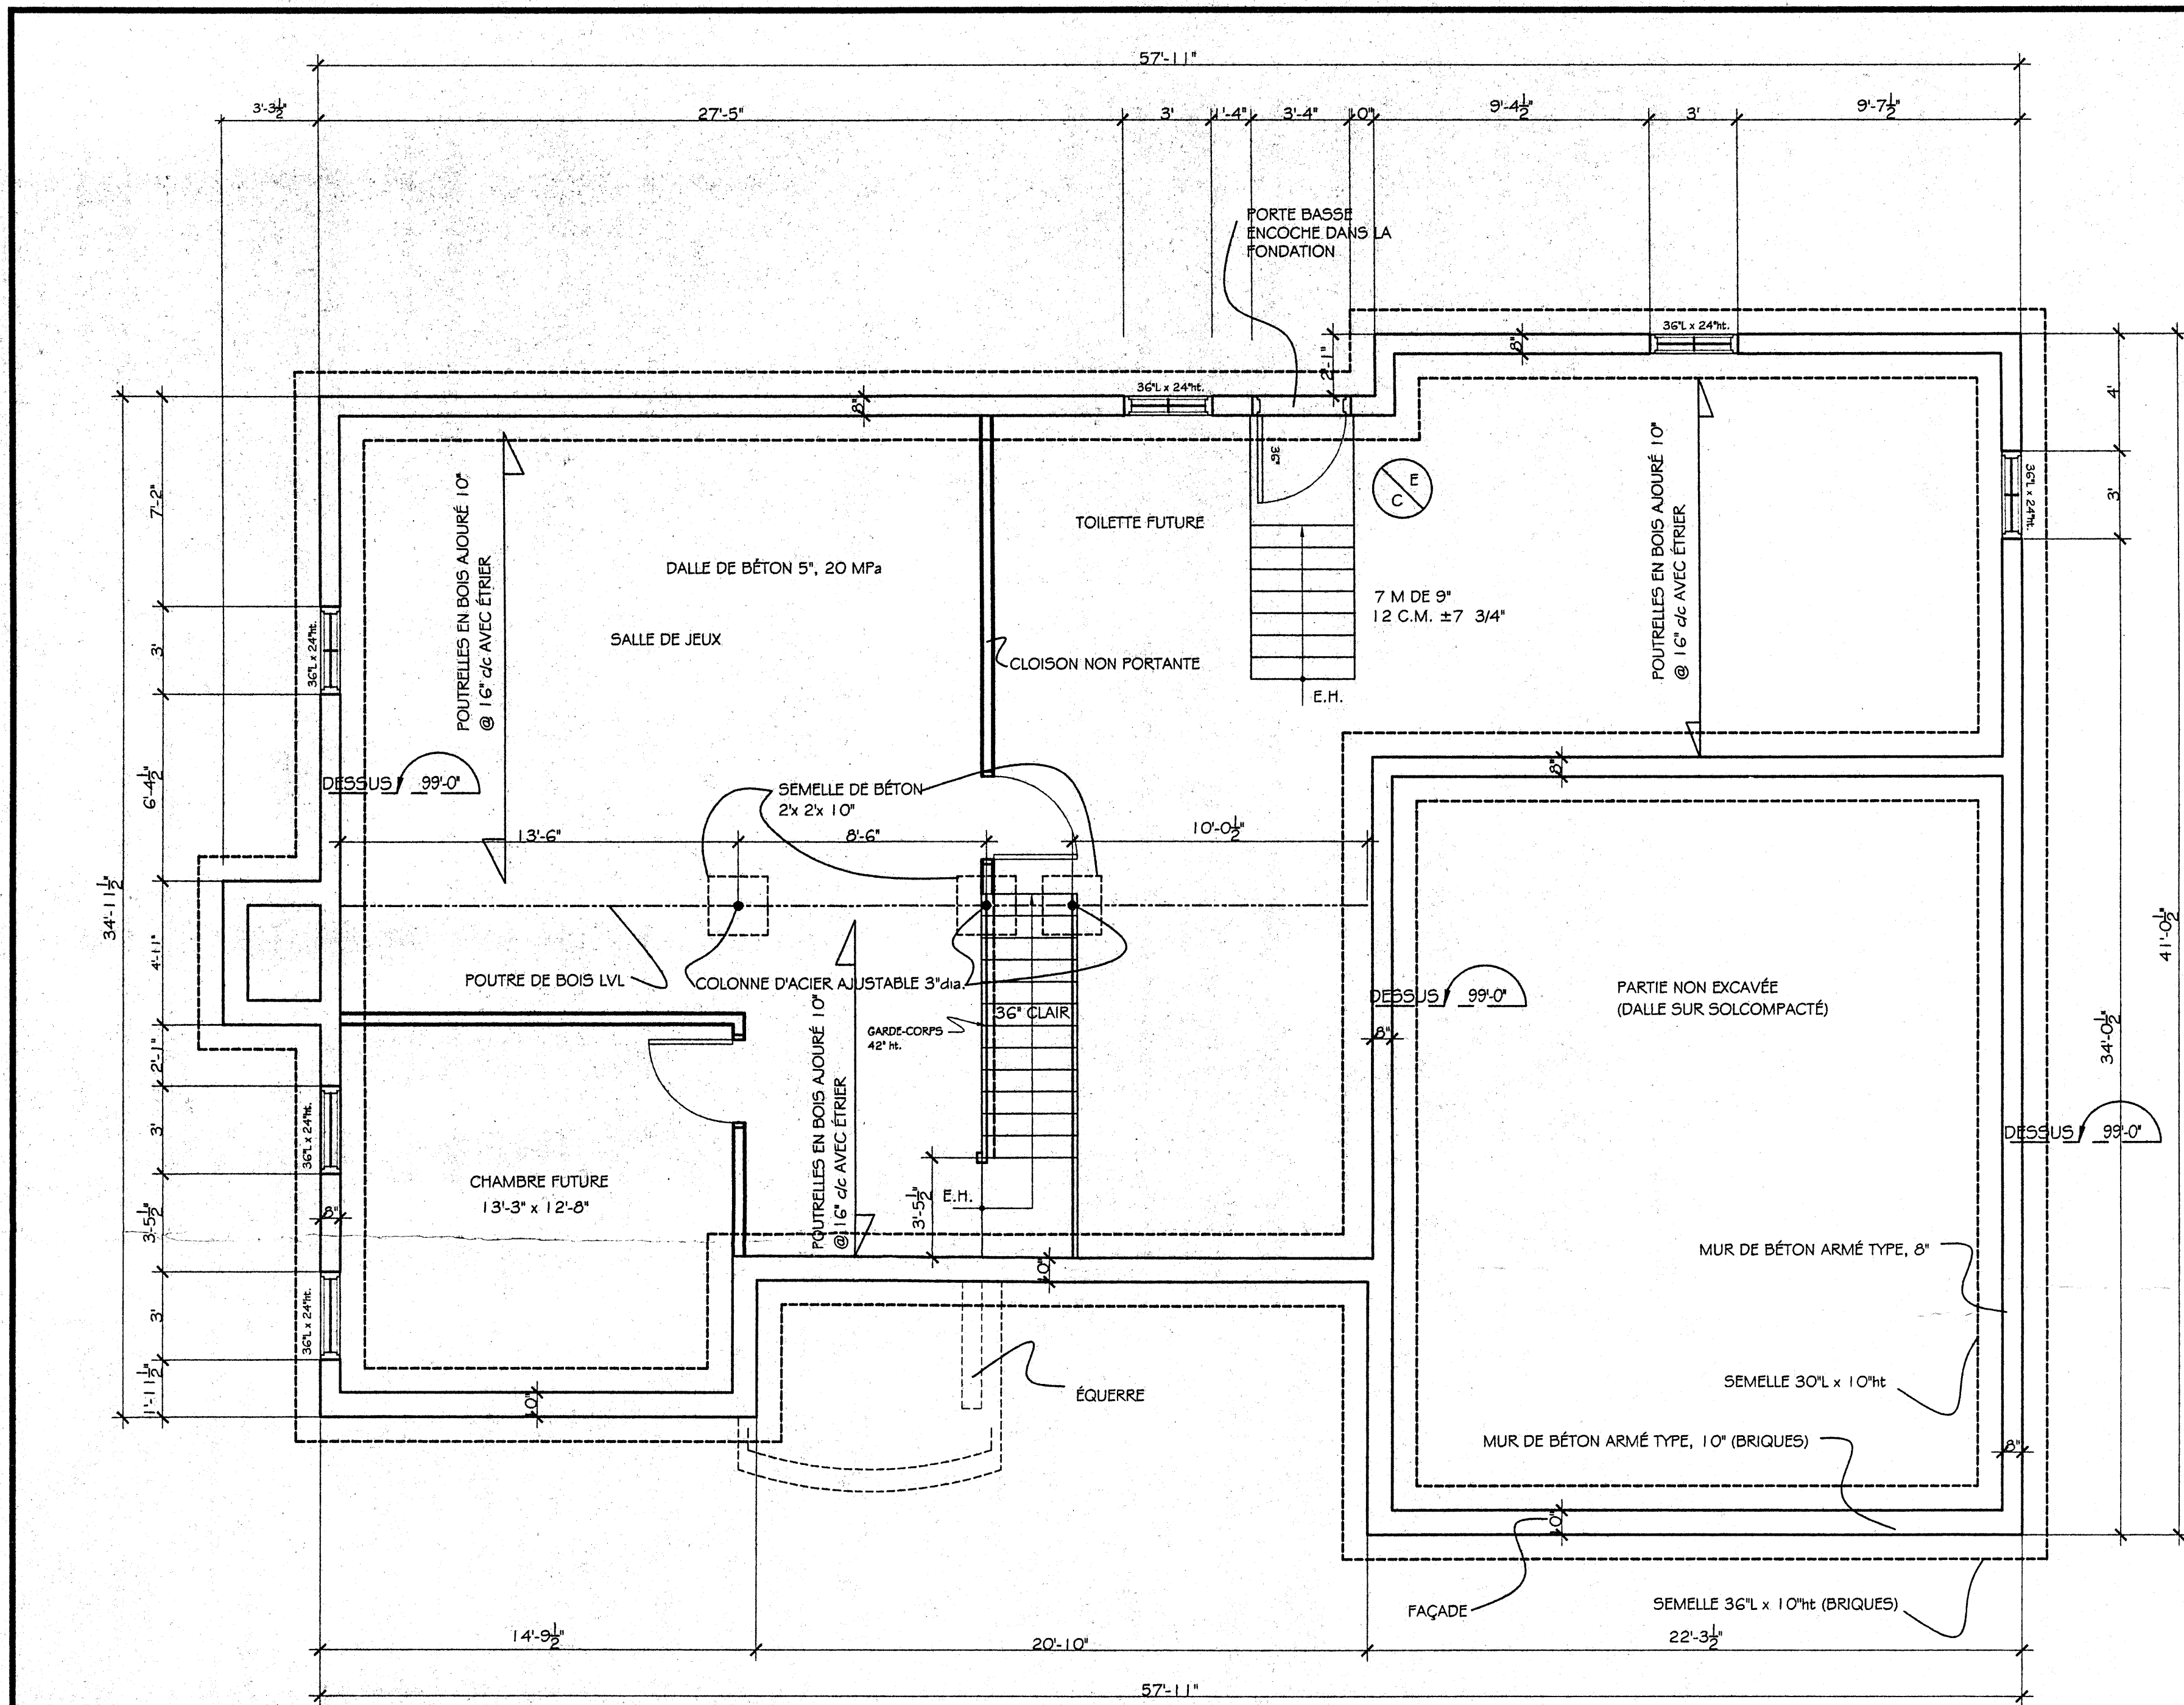 57'-11"
3'-3½"
27'-5"
3'
1'-4"
3'-4"
10"
9'-4½"
3'
9'-7½"
PORTE BASSE
ENCOCHE DANS LA
FONDATION
36"L x 24"ht.
2'-1"
8"
36"L x 24"ht.
8"
4'
7'-2"
POUTRELLES EN BOIS AJOURÉ 10"
@ 16" c/c AVEC ÉTRIER
36"
E
C
POUTRELLES EN BOIS AJOURÉ 10"
@ 16" c/c AVEC ÉTRIER
36"L x 24"ht.
3'
TOILETTE FUTURE
DALLE DE BÉTON 5", 20 MPa
7 M DE 9"
12 C.M. ±7 3/4"
SALLE DE JEUX
3'
36"L x 24"ht.
CLOISON NON PORTANTE
E.H.
6'-4½"
DESSUS 99'-0"
SEMELLE DE BÉTON
2'x 2'x 10"
8"
13'-6"
8'-6"
10'-0½"
34'-11½"
4'-11"
41'-0½"
POUTRE DE BOIS LVL
COLONNE D'ACIER AJUSTABLE 3"dia.
DESSUS 99'-0"
PARTIE NON EXCAVÉE
(DALLE SUR SOLCOMPACTÉ)
36" CLAIR
GARDE-CORPS
42" ht.
8"
34'-0½"
2'-1"
POUTRELLES EN BOIS AJOURÉ 10"
@ 16" c/c AVEC ÉTRIER
3'
36"L x 24"ht.
DESSUS 99'-0"
CHAMBRE FUTURE
13'-3" x 12'-8"
3'-5½"
E.H.
3'-5½"
8"
MUR DE BÉTON ARMÉ TYPE, 8"
10"
3'
36"L x 24"ht.
1'-11½"
10"
ÉQUERRE
SEMELLE 30"L x 10"ht
MUR DE BÉTON ARMÉ TYPE, 10" (BRIQUES)
8"
10"
FAÇADE
SEMELLE 36"L x 10"ht (BRIQUES)
14'-9½"
20'-10"
22'-3½"
57'-11"